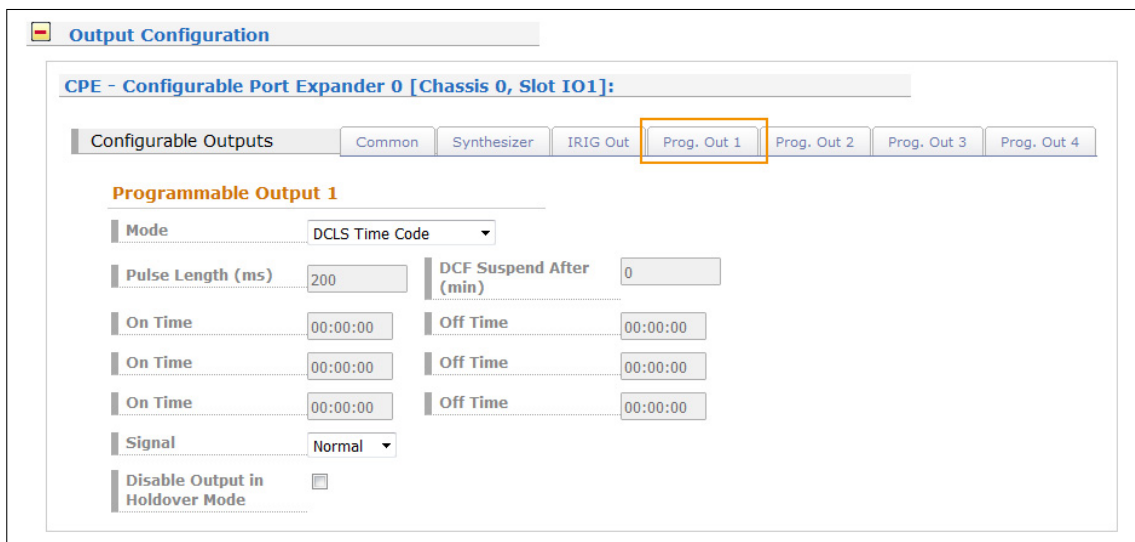 Output Configuration
CPE - Configurable Port Expander 0 [Chassis 0, Slot IO1]:
Configurable Outputs Common Synthesizer IRIG Out Prog. Out 1 Prog. Out 2 Prog. Out 3 Prog. Out 4
Programmable Output 1
Mode DCLS Time Code
Pulse Length (ms) 200 DCF Suspend After (min) 0
On Time 00:00:00 Off Time 00:00:00
On Time 00:00:00 Off Time 00:00:00
On Time 00:00:00 Off Time 00:00:00
Signal Normal
Disable Output in
Holdover Mode